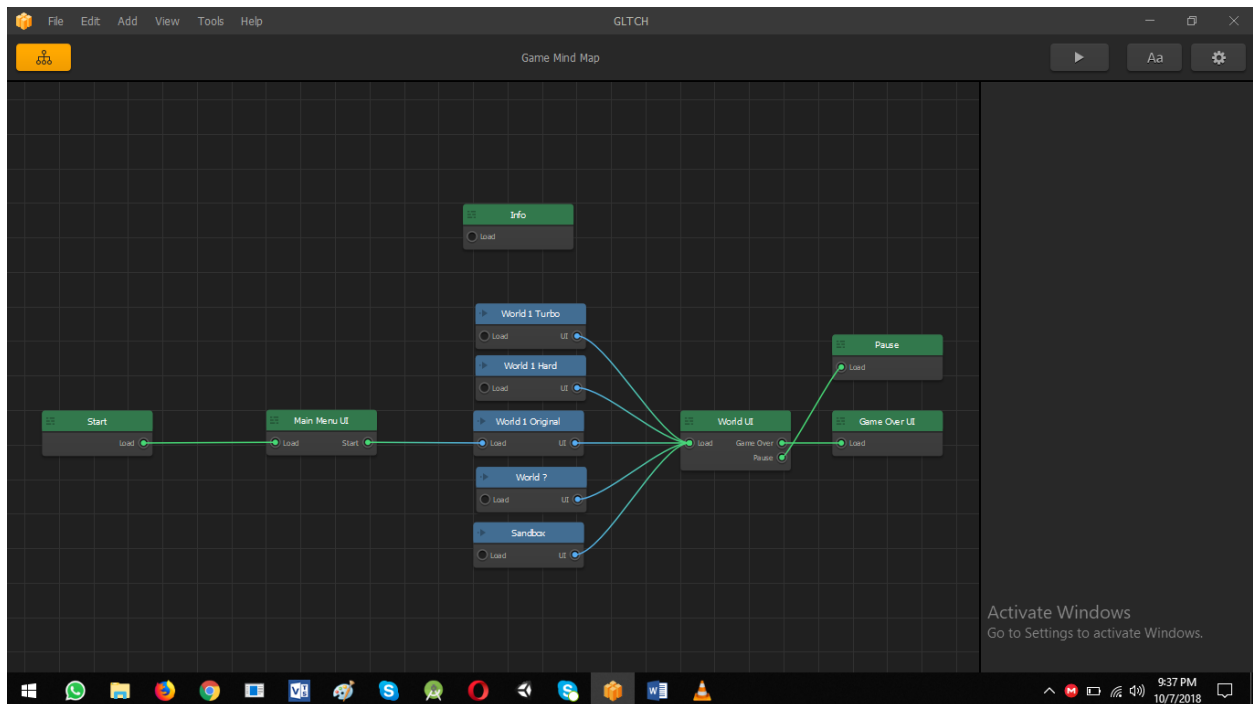 File Edit Add View Tools Help
GLTCH
Game Mind Map
Aa
Info
Load
World 1 Turbo
Load UI
World 1 Hard
Load UI
Pause
Load
Start
Load
Main Menu UI
Load Start
World 1 Original
Load UI
World UI
Load Game Over
Pause
Game Over UI
Load
World ?
Load UI
Sandbox
Load UI
Activate Windows
Go to Settings to activate Windows.
9:37 PM
10/7/2018